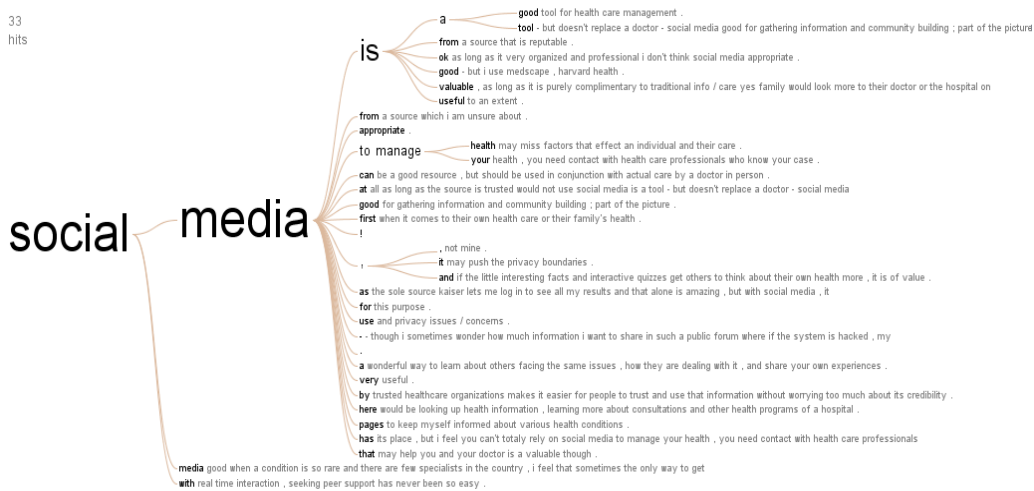 33
hits
social
media
is
a
good tool for health care management .
tool - but doesn't replace a doctor - social media good for gathering information and community building ; part of the picture
from a source that is reputable .
ok as long as it very organized and professional i don't think social media appropriate .
good - but i use medscape , harvard health .
valuable , as long as it is purely complimentary to traditional info / care yes family would look more to their doctor or the hospital on
useful to an extent .
from a source which i am unsure about .
appropriate .
to manage
health may miss factors that effect an individual and their care .
your health , you need contact with health care professionals who know your case .
can be a good resource , but should be used in conjunction with actual care by a doctor in person .
at all as long as the source is trusted would not use social media is a tool - but doesn't replace a doctor - social media
good for gathering information and community building ; part of the picture .
first when it comes to their own health care or their family's health .
!
,
, not mine .
it may push the privacy boundaries .
and if the little interesting facts and interactive quizzes get others to think about their own health more , it is of value .
as the sole source kaiser lets me log in to see all my results and that alone is amazing , but with social media , it
for this purpose .
use and privacy issues / concerns .
- - though i sometimes wonder how much information i want to share in such a public forum where if the system is hacked , my
.
a wonderful way to learn about others facing the same issues , how they are dealing with it , and share your own experiences .
very useful .
by trusted healthcare organizations makes it easier for people to trust and use that information without worrying too much about its credibility .
here would be looking up health information , learning more about consultations and other health programs of a hospital .
pages to keep myself informed about various health conditions .
has its place , but i feel you can't totaly rely on social media to manage your health , you need contact with health care professionals
that may help you and your doctor is a valuable though .
media good when a condition is so rare and there are few specialists in the country , i feel that sometimes the only way to get
with real time interaction , seeking peer support has never been so easy .